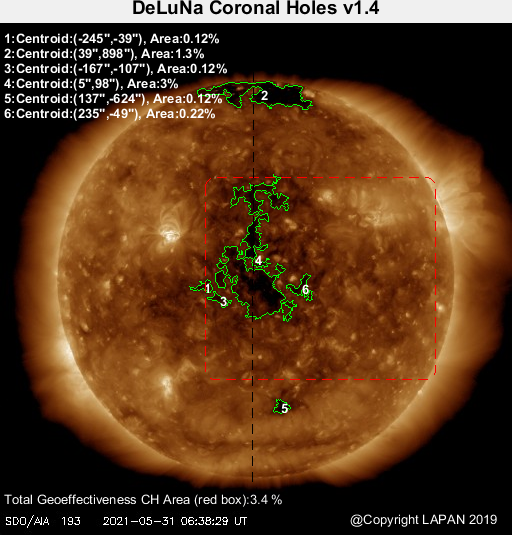 DeLuNa Coronal Holes v1.4
1:Centroid:(-245",-39"), Area:0.12%
2:Centroid:(39",898"), Area:1.3%
3:Centroid:(-167",-107"), Area:0.12%
4:Centroid:(5",98"), Area:3%
5:Centroid:(137",-624"), Area:0.12%
6:Centroid:(235",-49"), Area:0.22%
2
4
1
6
3
5
Total Geoeffectiveness CH Area (red box):3.4 %
SDO/AIA 193 2021-05-31 06:38:29 UT
@Copyright LAPAN 2019